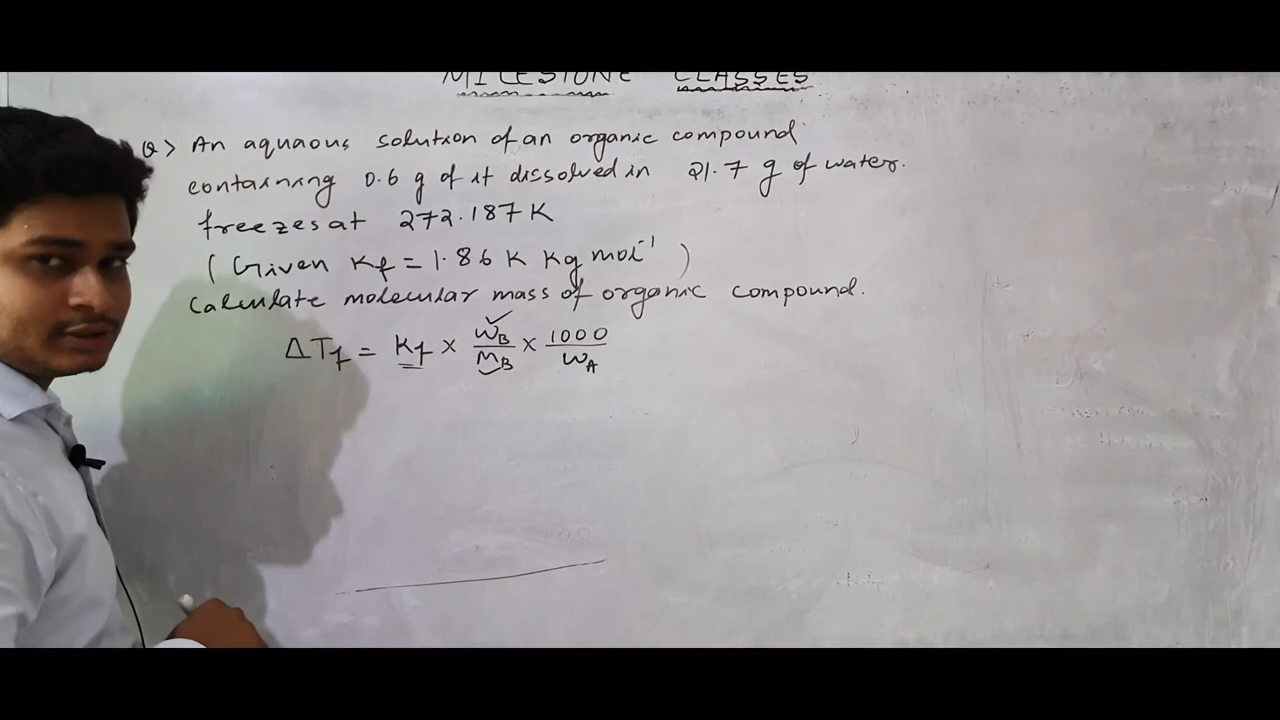 MILESTONE CLASSES
Q> An aquaous solution of an organic compound
containing 0.6 g of it dissolved in 21.7 g of water.
freezes at 272.187 K
(Given Kf = 1.86 K Kg mol⁻¹)
Calculate molecular mass of organic compound.
ΔTf = Kf × WB/MB × 1000/WA